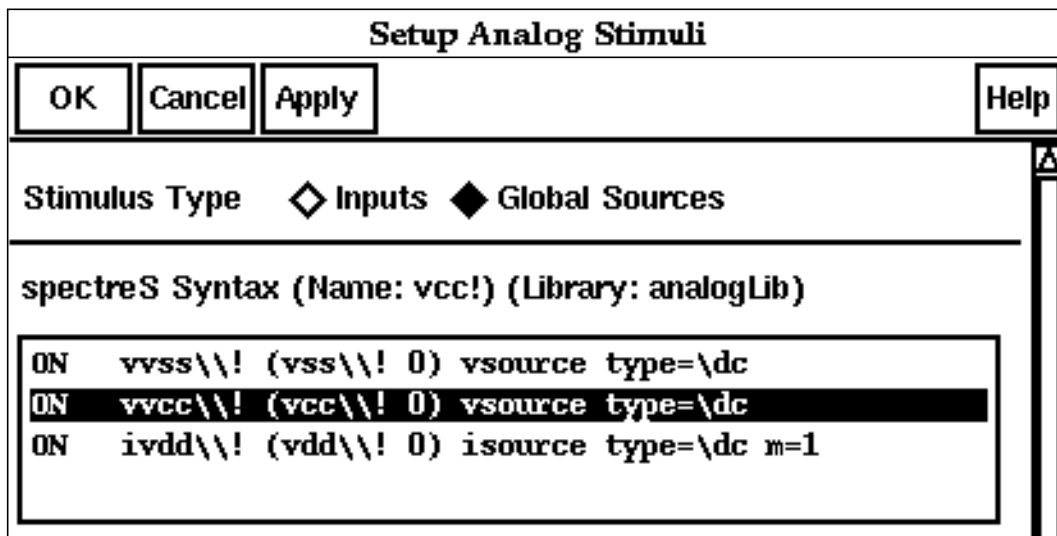 Setup Analog Stimuli
OK Cancel Apply Help
Stimulus Type Inputs Global Sources
spectreS Syntax (Name: vcc!) (Library: analogLib)
ON vvss\\! (vss\\! 0) vsource type=\dc
ON vvcc\\! (vcc\\! 0) vsource type=\dc
ON ivdd\\! (vdd\\! 0) isource type=\dc m=1